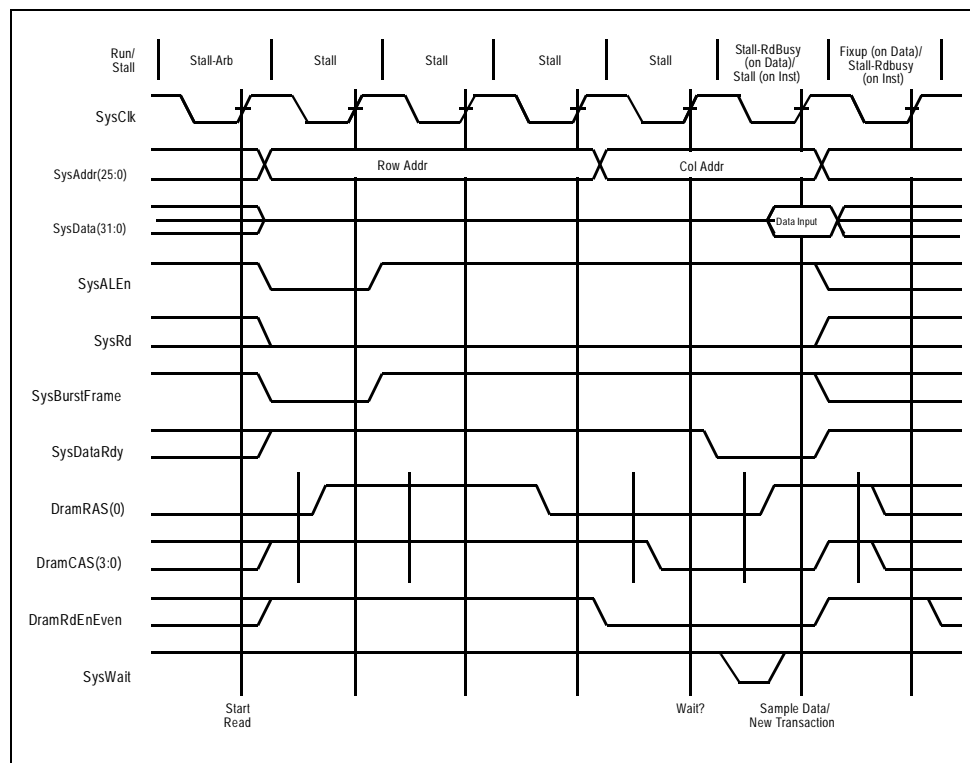 Run/
Stall
Stall-Arb
Stall
Stall
Stall
Stall
Stall-RdBusy
(on Data)/
Stall (on Inst)
Fixup (on Data)/
Stall-Rdbusy
(on Inst)
SysClk
SysAddr(25:0)
Row Addr
Col Addr
SysData(31:0)
Data Input
SysALEn
SysRd
SysBurstFrame
SysDataRdy
DramRAS(0)
DramCAS(3:0)
DramRdEnEven
SysWait
Start
Read
Wait?
Sample Data/
New Transaction